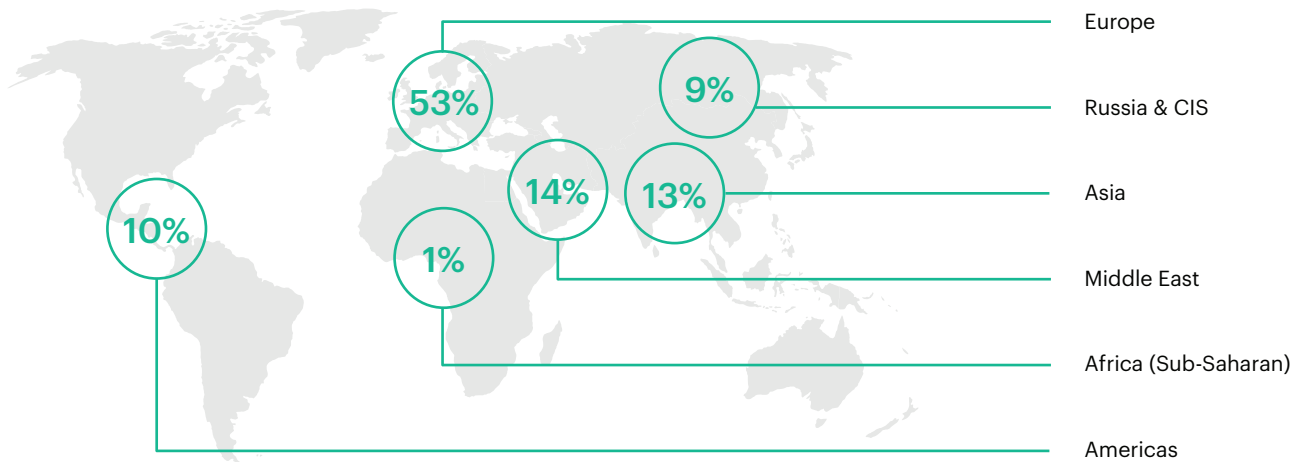 Europe
53%
9%
Russia & CIS
14%
13%
Asia
10%
1%
Middle East
Africa (Sub-Saharan)
Americas